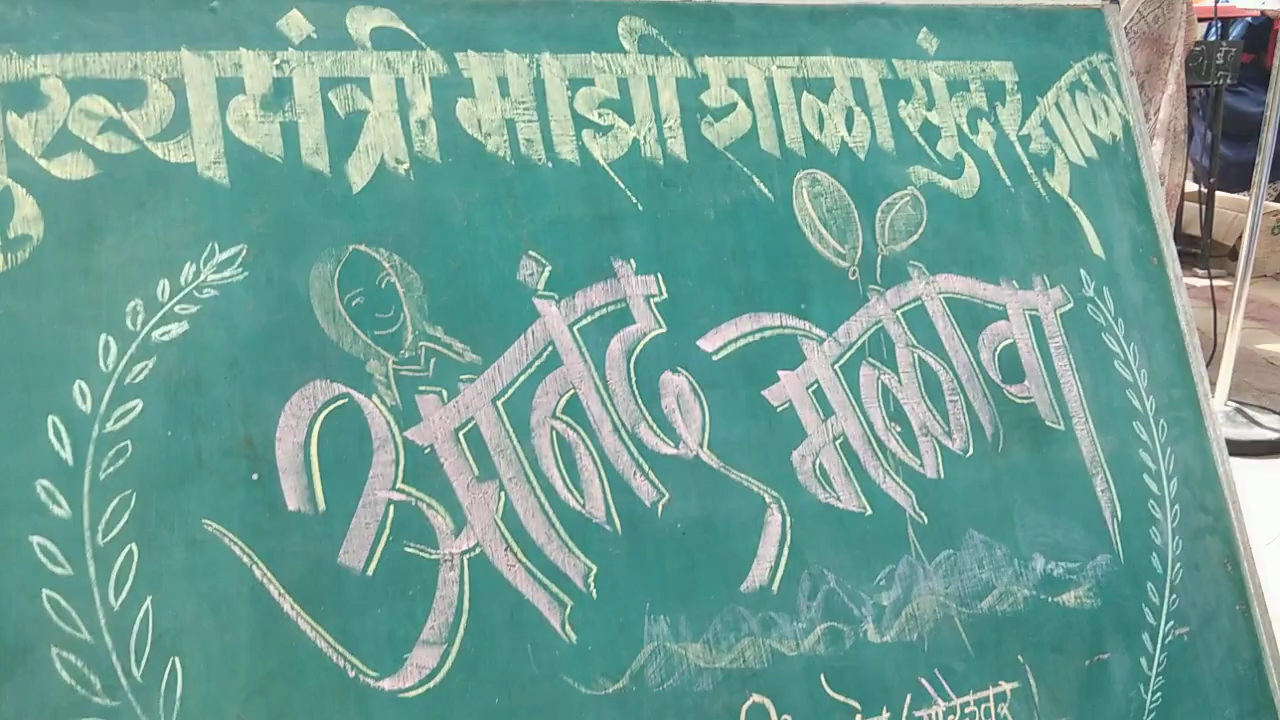 मुख्यमंत्री माझी शाळा सुंदर शाळा
आनंद मेळावा